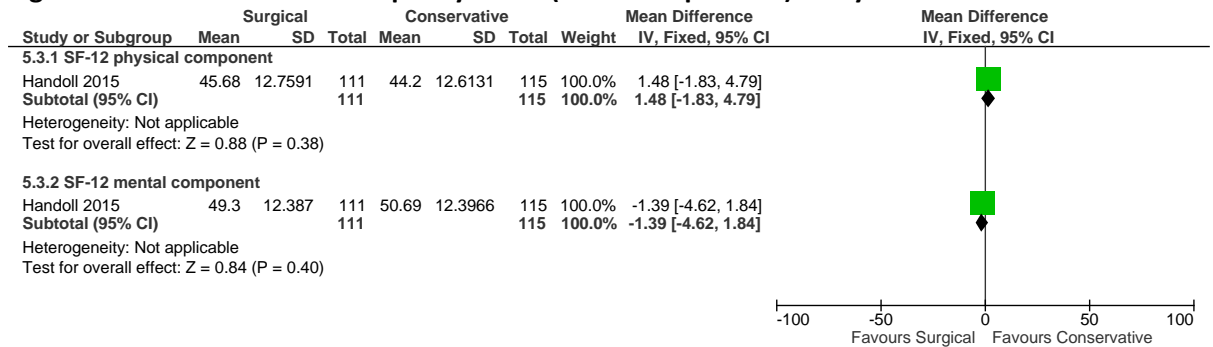 Surgical Conservative Mean Difference Mean Difference
Study or Subgroup Mean SD Total Mean SD Total Weight IV, Fixed, 95% CI IV, Fixed, 95% CI
5.3.1 SF-12 physical component
Handoll 2015 45.68 12.7591 111 44.2 12.6131 115 100.0% 1.48 [-1.83, 4.79]
Subtotal (95% CI) 111 115 100.0% 1.48 [-1.83, 4.79]
Heterogeneity: Not applicable
Test for overall effect: Z = 0.88 (P = 0.38)
5.3.2 SF-12 mental component
Handoll 2015 49.3 12.387 111 50.69 12.3966 115 100.0% -1.39 [-4.62, 1.84]
Subtotal (95% CI) 111 115 100.0% -1.39 [-4.62, 1.84]
Heterogeneity: Not applicable
Test for overall effect: Z = 0.84 (P = 0.40)
-100 -50 0 50 100
Favours Surgical Favours Conservative